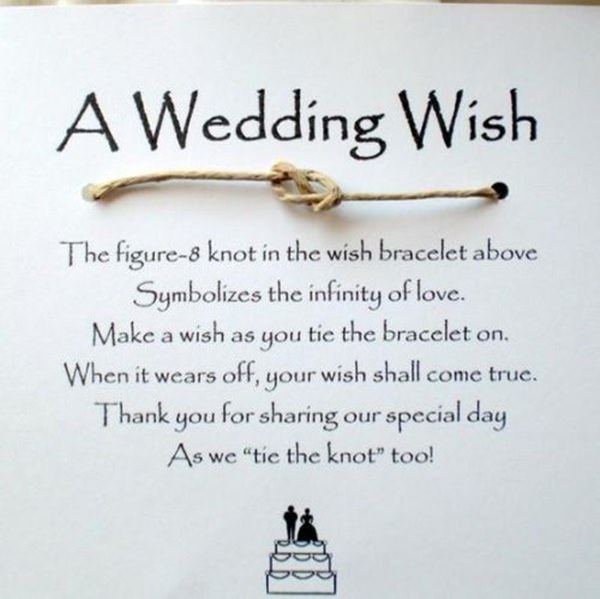 A Wedding Wish
The figure-8 knot in the wish bracelet above
Symbolizes the infinity of love.
Make a wish as you tie the bracelet on.
When it wears off, your wish shall come true.
Thank you for sharing our special day
As we “tie the knot” too!